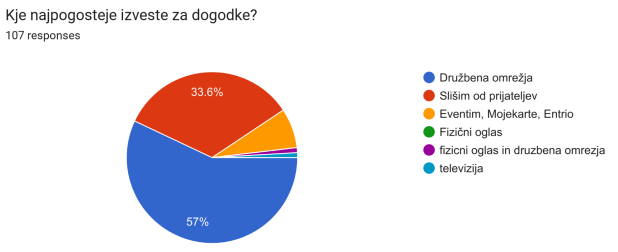 Kje najpogosteje izveste za dogodke?
107 responses
33.6%
57%
Družbena omrežja
Slišim od prijateljev
Eventim, Mojekarte, Entrio
Fizični oglas
fizicni oglas in druzbena omrezja
televizija